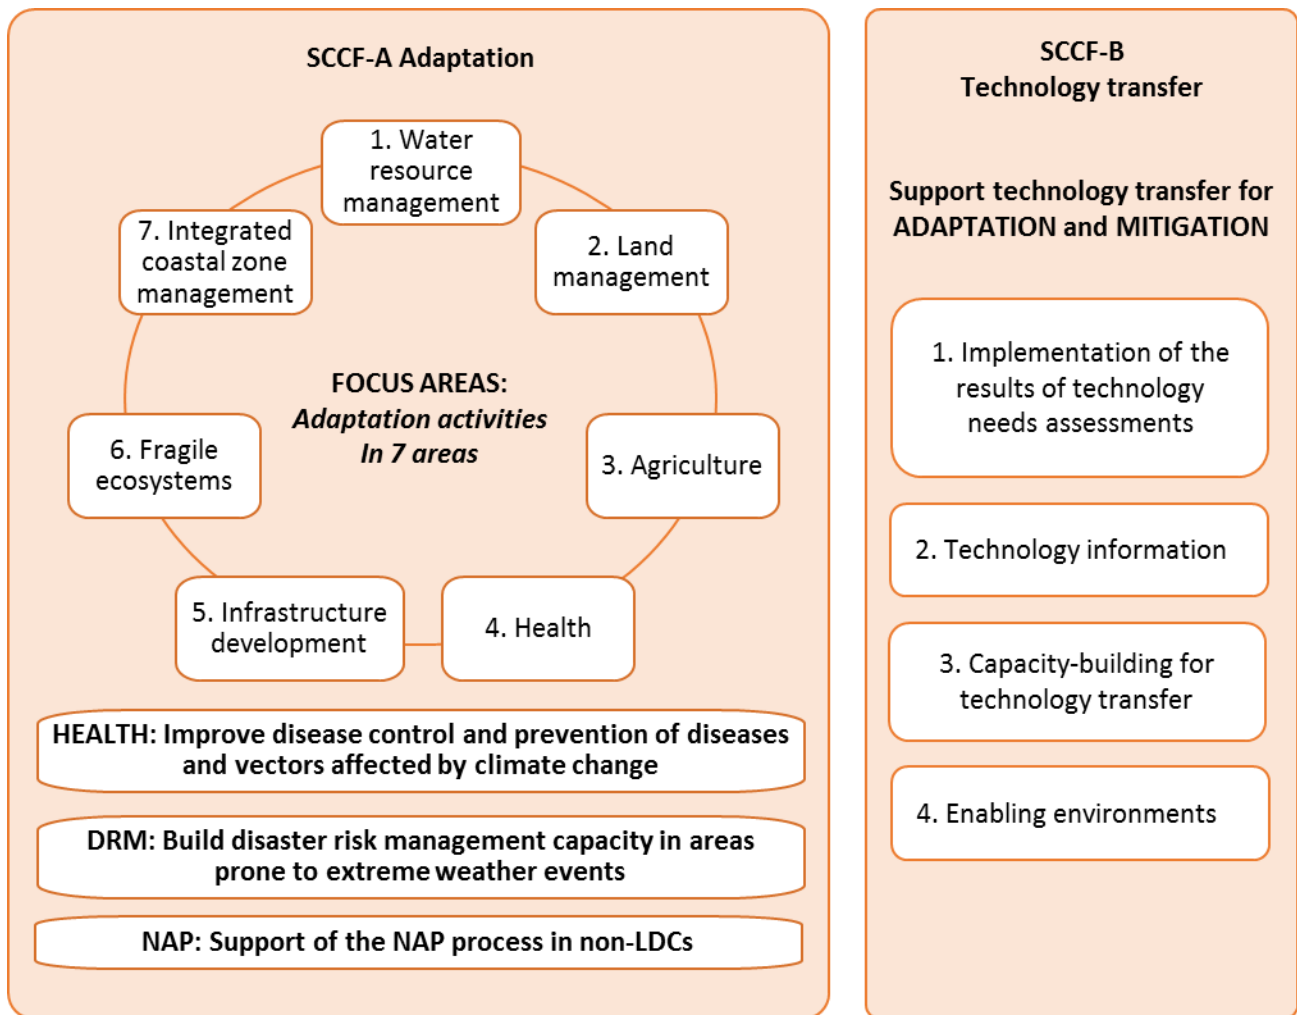 SCCF-A Adaptation
1. Water
resource
management
2. Land
management
3. Agriculture
4. Health
5. Infrastructure
development
6. Fragile
ecosystems
7. Integrated
coastal zone
management
FOCUS AREAS:
Adaptation activities
In 7 areas
HEALTH: Improve disease control and prevention of diseases
and vectors affected by climate change
DRM: Build disaster risk management capacity in areas
prone to extreme weather events
NAP: Support of the NAP process in non-LDCs
SCCF-B
Technology transfer
Support technology transfer for
ADAPTATION and MITIGATION
1. Implementation of the
results of technology
needs assessments
2. Technology information
3. Capacity-building for
technology transfer
4. Enabling environments